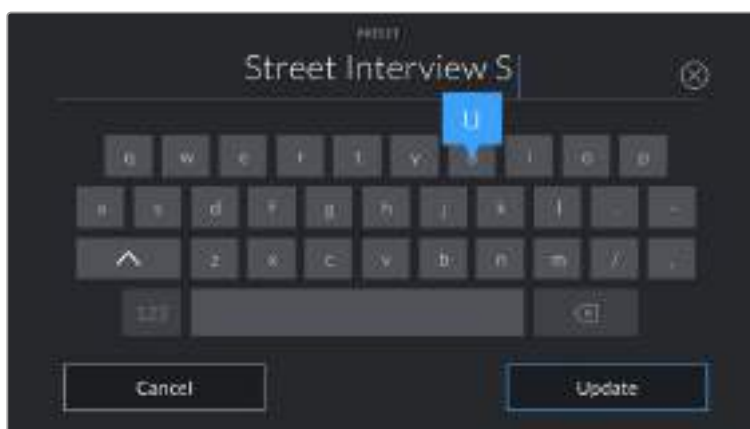 PRESET
Street Interview S
U
q w e r t y u i o p
a s d f g h j k l . -
z x c v b n m / ,
123
Cancel Update